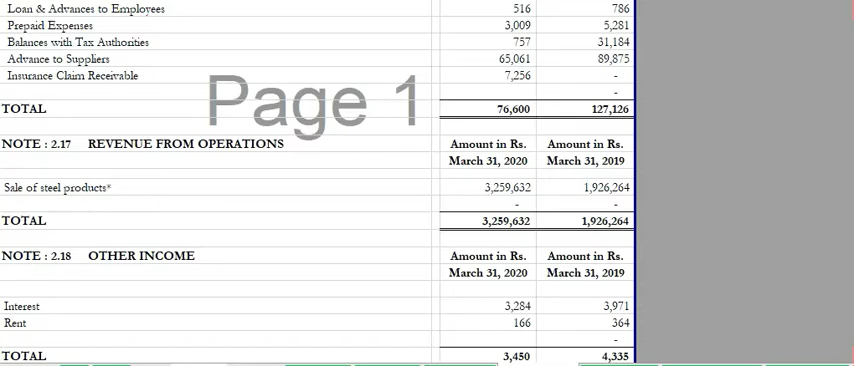 Loan & Advances to Employees 516 786
Prepaid Expenses 3,009 5,281
Balances with Tax Authorities 757 31,184
Advance to Suppliers 65,061 89,875
Insurance Claim Receivable 7,256 -
-
Page 1
TOTAL 76,600 127,126
NOTE : 2.17 REVENUE FROM OPERATIONS Amount in Rs. Amount in Rs.
March 31, 2020 March 31, 2019
Sale of steel products* 3,259,632 1,926,264
- -
TOTAL 3,259,632 1,926,264
NOTE : 2.18 OTHER INCOME Amount in Rs. Amount in Rs.
March 31, 2020 March 31, 2019
Interest 3,284 3,971
Rent 166 364
-
TOTAL 3,450 4,335